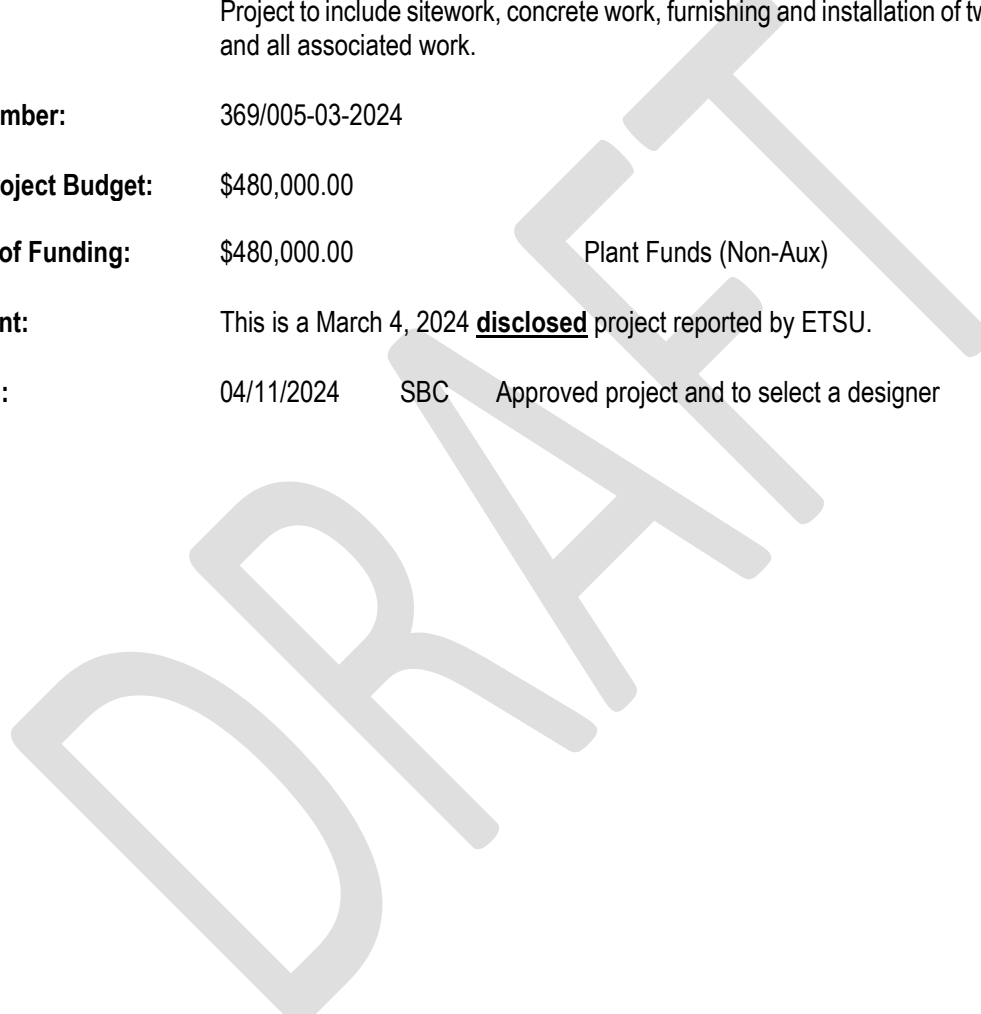 Project to include sitework, concrete work, furnishing and installation of tw
and all associated work.
mber: 369/005-03-2024
oject Budget: $480,000.00
of Funding: $480,000.00 Plant Funds (Non-Aux)
nt: This is a March 4, 2024 disclosed project reported by ETSU.
: 04/11/2024 SBC Approved project and to select a designer
DRAFT